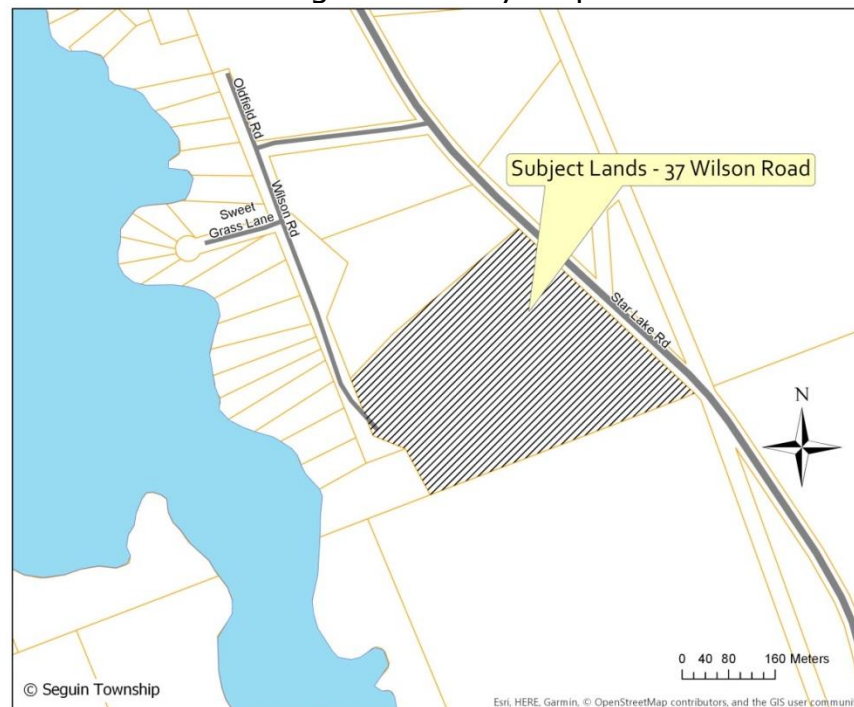 Oldfield Rd
Subject Lands - 37 Wilson Road
Wilson Rd
Sweet
Grass Lane
Star Lake Rd
N
0 40 80 160 Meters
© Seguin Township
Esri, HERE, Garmin, © OpenStreetMap contributors, and the GIS user communit